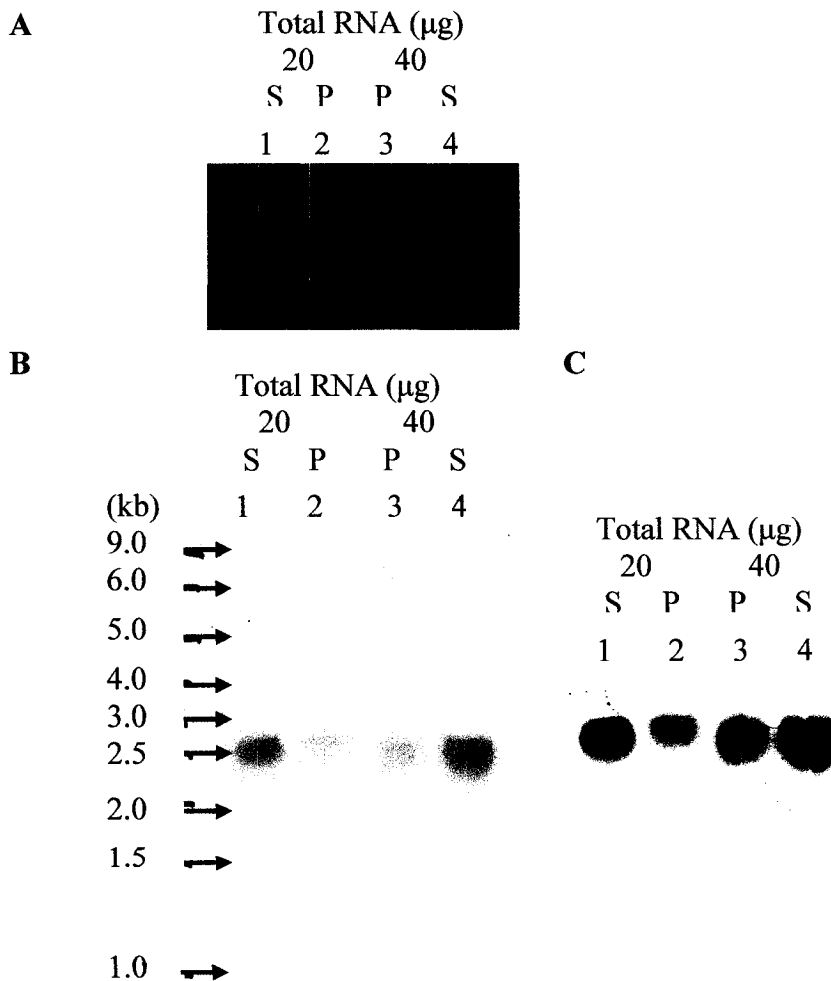 A
Total RNA (µg)
20 40
S P P S
1 2 3 4
B
Total RNA (µg)
20 40
S P P S
(kb) 1 2 3 4
9.0
6.0
5.0
4.0
3.0
2.5
2.0
1.5
1.0
C
Total RNA (µg)
20 40
S P P S
1 2 3 4